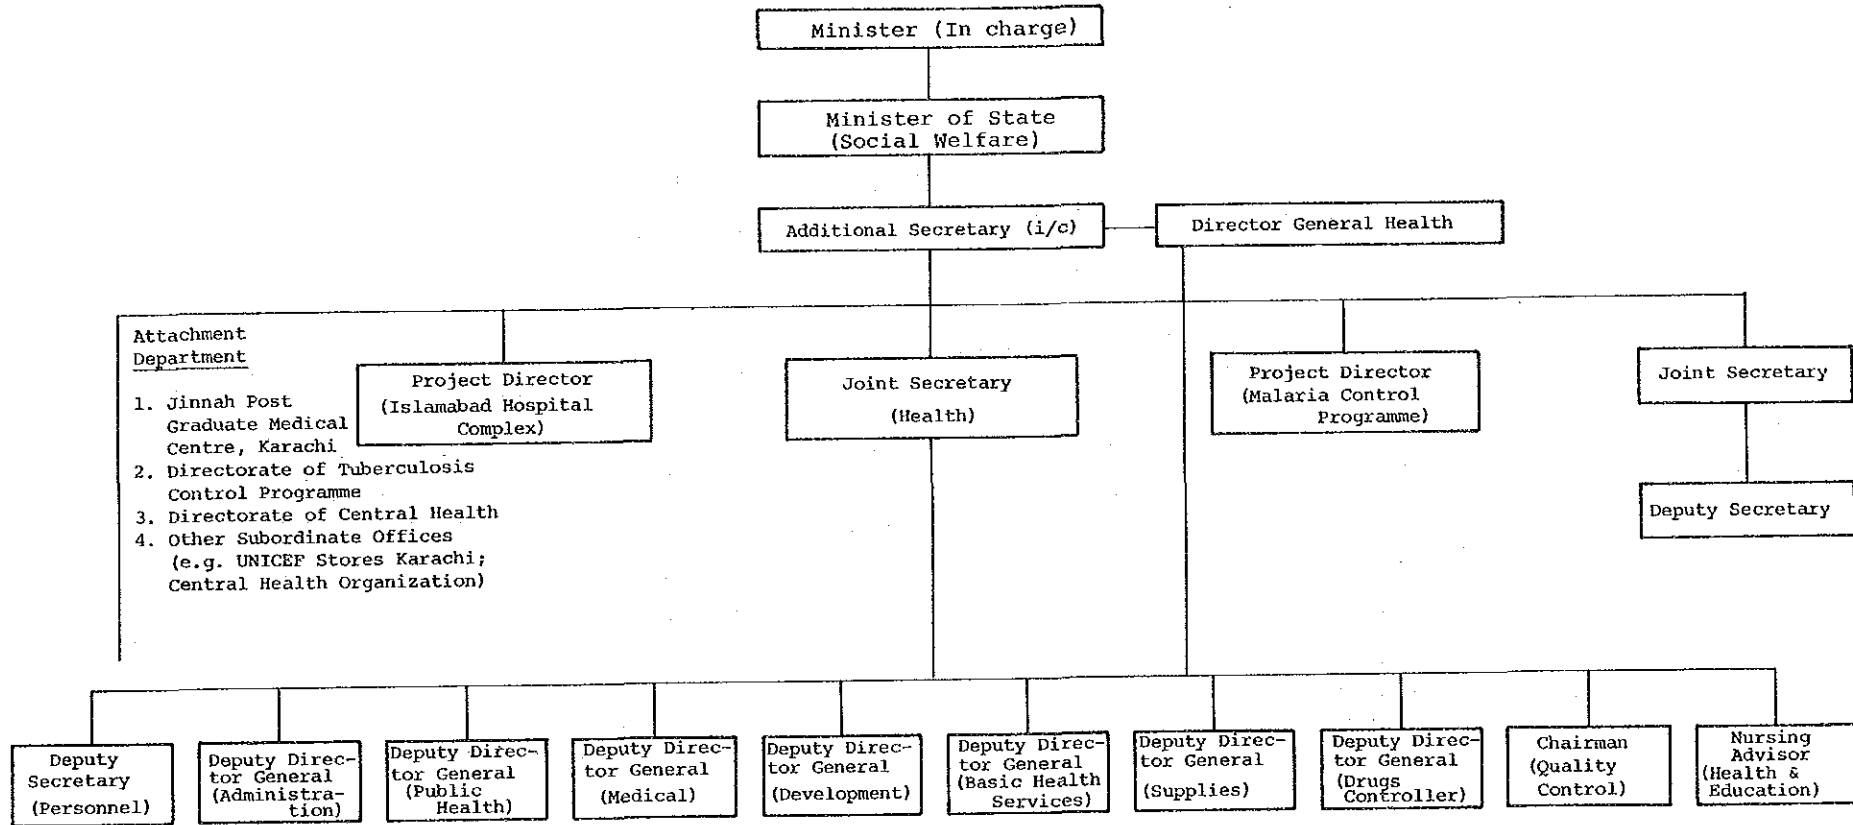 Minister (In charge)
Minister of State
(Social Welfare)
Additional Secretary (i/c)
Director General Health
Attachment
Department
1. Jinnah Post
Graduate Medical
Centre, Karachi
2. Directorate of Tuberculosis
Control Programme
3. Directorate of Central Health
4. Other Subordinate Offices
(e.g. UNICEF Stores Karachi;
Central Health Organization)
Project Director
(Islamabad Hospital
Complex)
Joint Secretary
(Health)
Project Director
(Malaria Control
Programme)
Joint Secretary
Deputy Secretary
Deputy
Secretary
(Personnel)
Deputy Direc-
tor General
(Administra-
tion)
Deputy Direc-
tor General
(Public
Health)
Deputy Direc-
tor General
(Medical)
Deputy Direc-
tor General
(Development)
Deputy Direc-
tor General
(Basic Health
Services)
Deputy Direc-
tor General
(Supplies)
Deputy Direc-
tor General
(Drugs
Controller)
Chairman
(Quality
Control)
Nursing
Advisor
(Health &
Education)